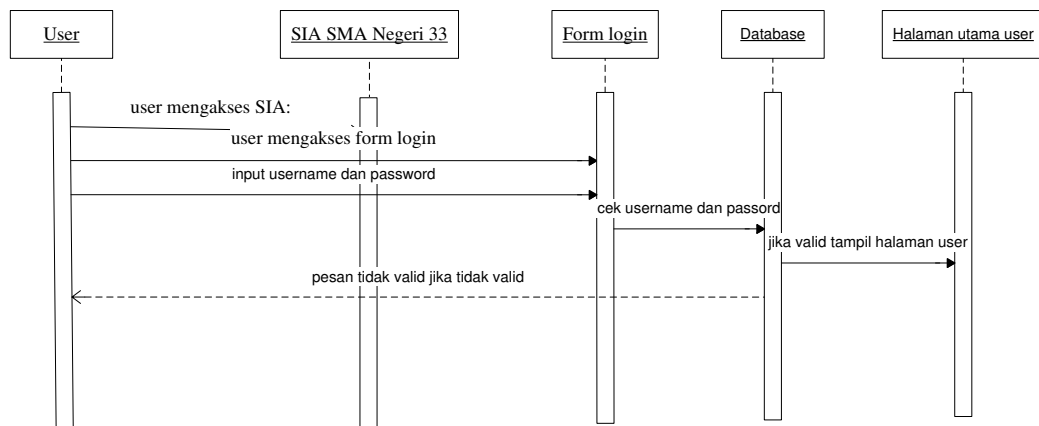 User
SIA SMA Negeri 33
Form login
Database
Halaman utama user
user mengakses SIA:
user mengakses form login
input username dan password
cek username dan passord
jika valid tampil halaman user
pesan tidak valid jika tidak valid